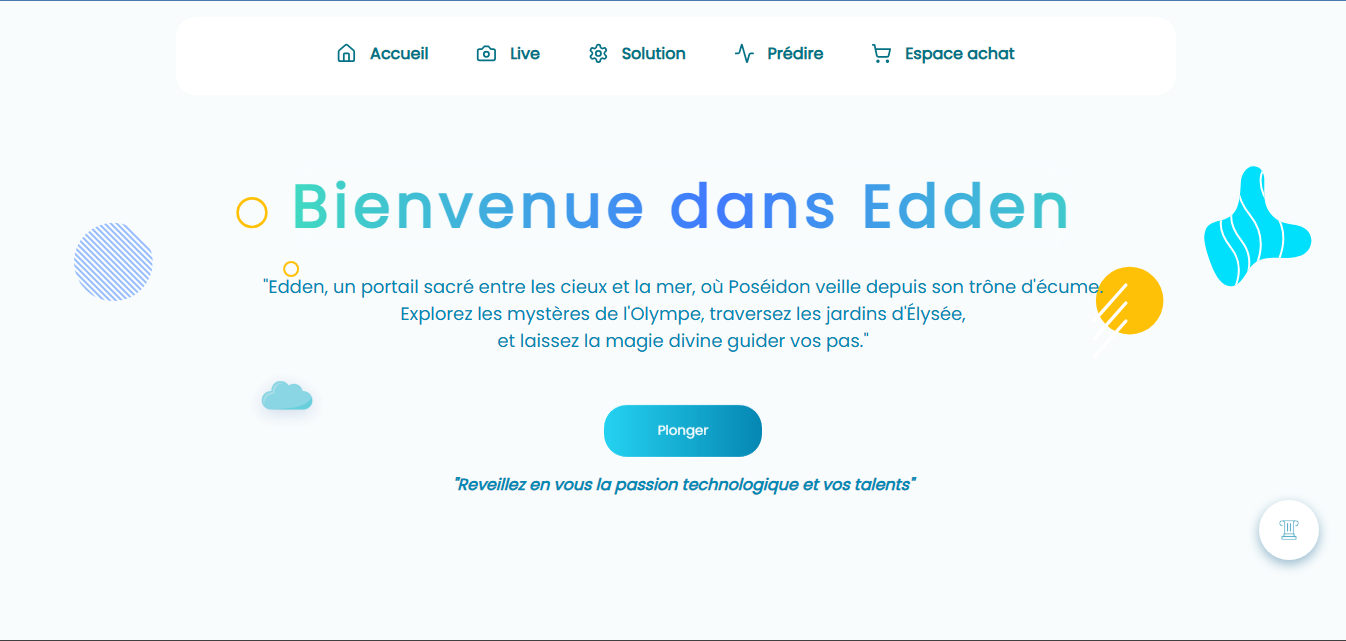 Accueil Live Solution Prédire Espace achat
Bienvenue dans Edden
"Edden, un portail sacré entre les cieux et la mer, où Poséidon veille depuis son trône d'écume.
Explorez les mystères de l'Olympe, traversez les jardins d'Élysée,
et laissez la magie divine guider vos pas."
Plonger
"Reveillez en vous la passion technologique et vos talents"